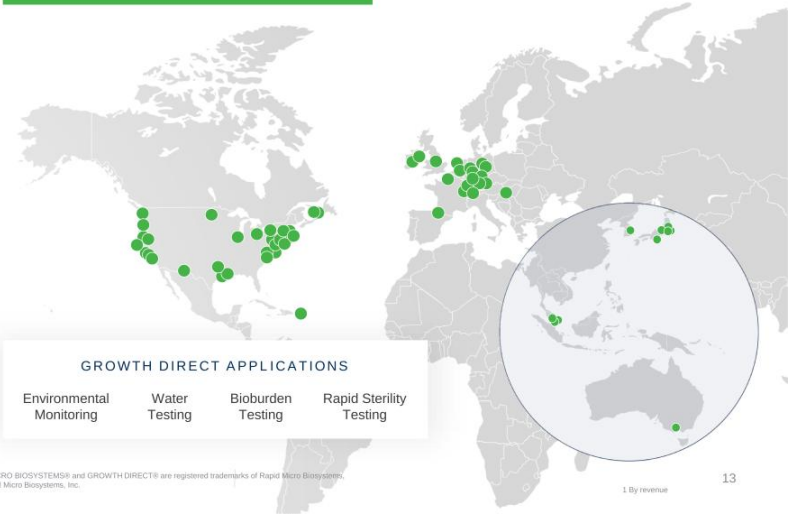 GROWTH DIRECT APPLICATIONS
Environmental Monitoring
Water Testing
Bioburden Testing
Rapid Sterility Testing
CRO BIOSYSTEMS® and GROWTH DIRECT® are registered trademarks of Rapid Micro Biosystems,
Micro Biosystems, Inc.
13
1 By revenue